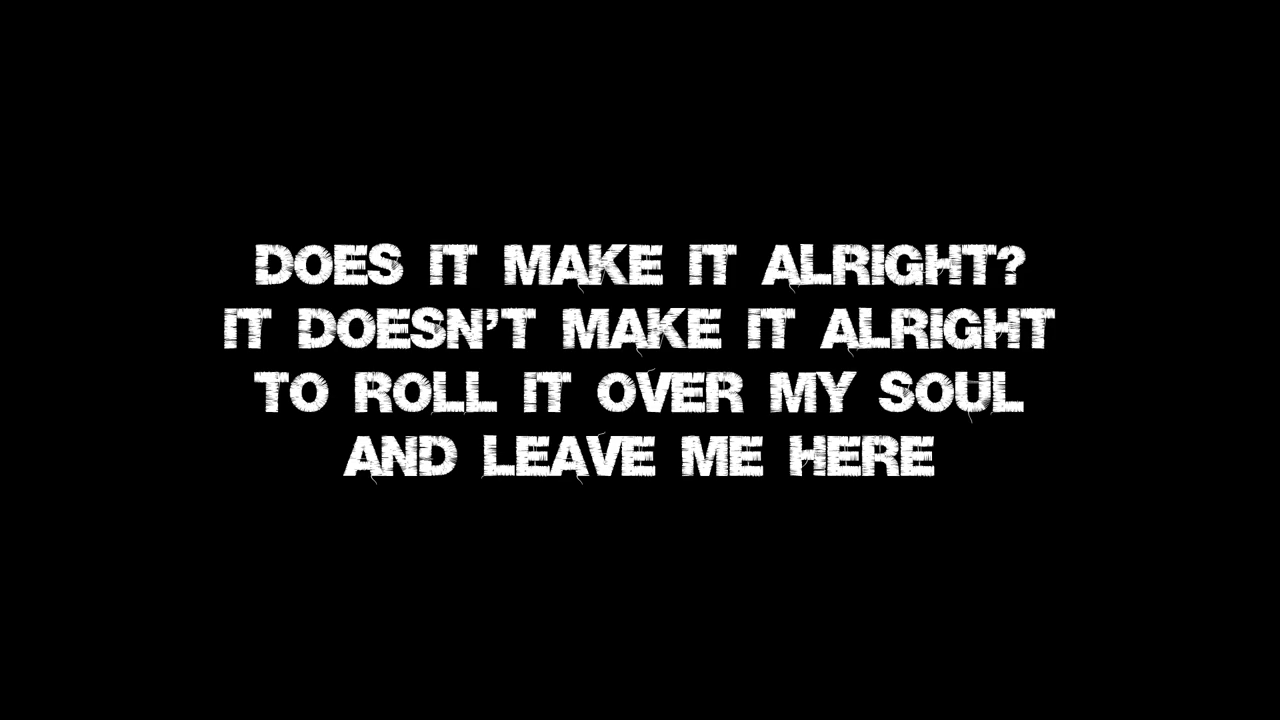 DOES IT MAKE IT ALRIGHT?
IT DOESN'T MAKE IT ALRIGHT
TO ROLL IT OVER MY SOUL
AND LEAVE ME HERE